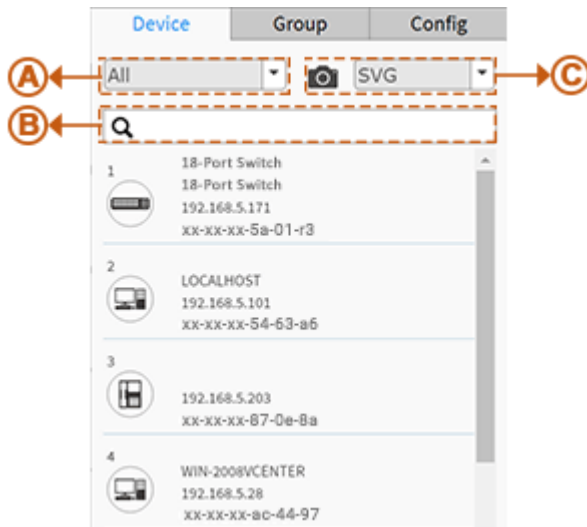 Device Group Config
A All SVG C
B
1
18-Port Switch
18-Port Switch
192.168.5.171
xx-xx-xx-5a-01-r3
2
LOCALHOST
192.168.5.101
xx-xx-xx-54-63-a6
3
192.168.5.203
xx-xx-xx-87-0e-8a
4
WIN-2008VCENTER
192.168.5.28
xx-xx-xx-ac-44-97